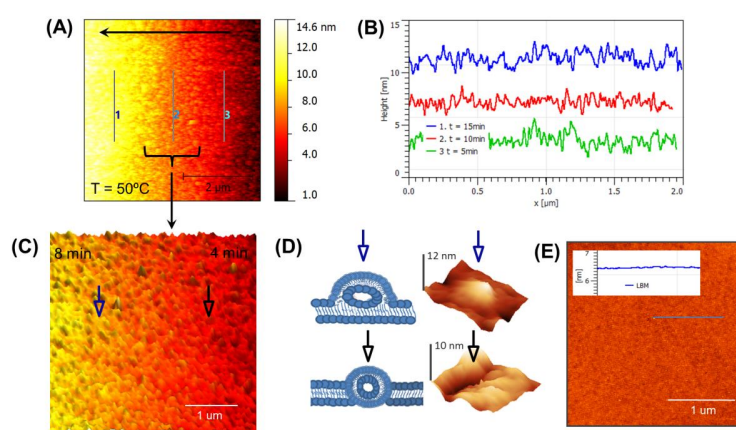 (A)
14.6 nm
12.0
10.0
8.0
6.0
4.0
1.0
1
2
3
2 µm
T = 50ºC
(B)
Height [nm]
15
10
5
0
1. t = 15min
2. t = 10min
3 t = 5min
0.0 0.5 1.0 1.5 2.0
x [µm]
(C)
8 min
4 min
1 um
(D)
12 nm
10 nm
(E)
[nm]
7
6
LBM
1 um